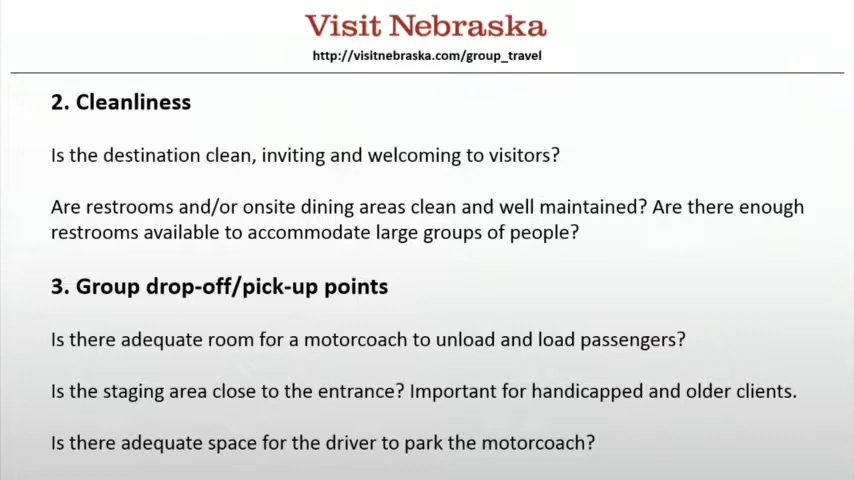 Visit Nebraska
http://visitnebraska.com/group_travel
2. Cleanliness
Is the destination clean, inviting and welcoming to visitors?
Are restrooms and/or onsite dining areas clean and well maintained? Are there enough
restrooms available to accommodate large groups of people?
3. Group drop-off/pick-up points
Is there adequate room for a motorcoach to unload and load passengers?
Is the staging area close to the entrance? Important for handicapped and older clients.
Is there adequate space for the driver to park the motorcoach?